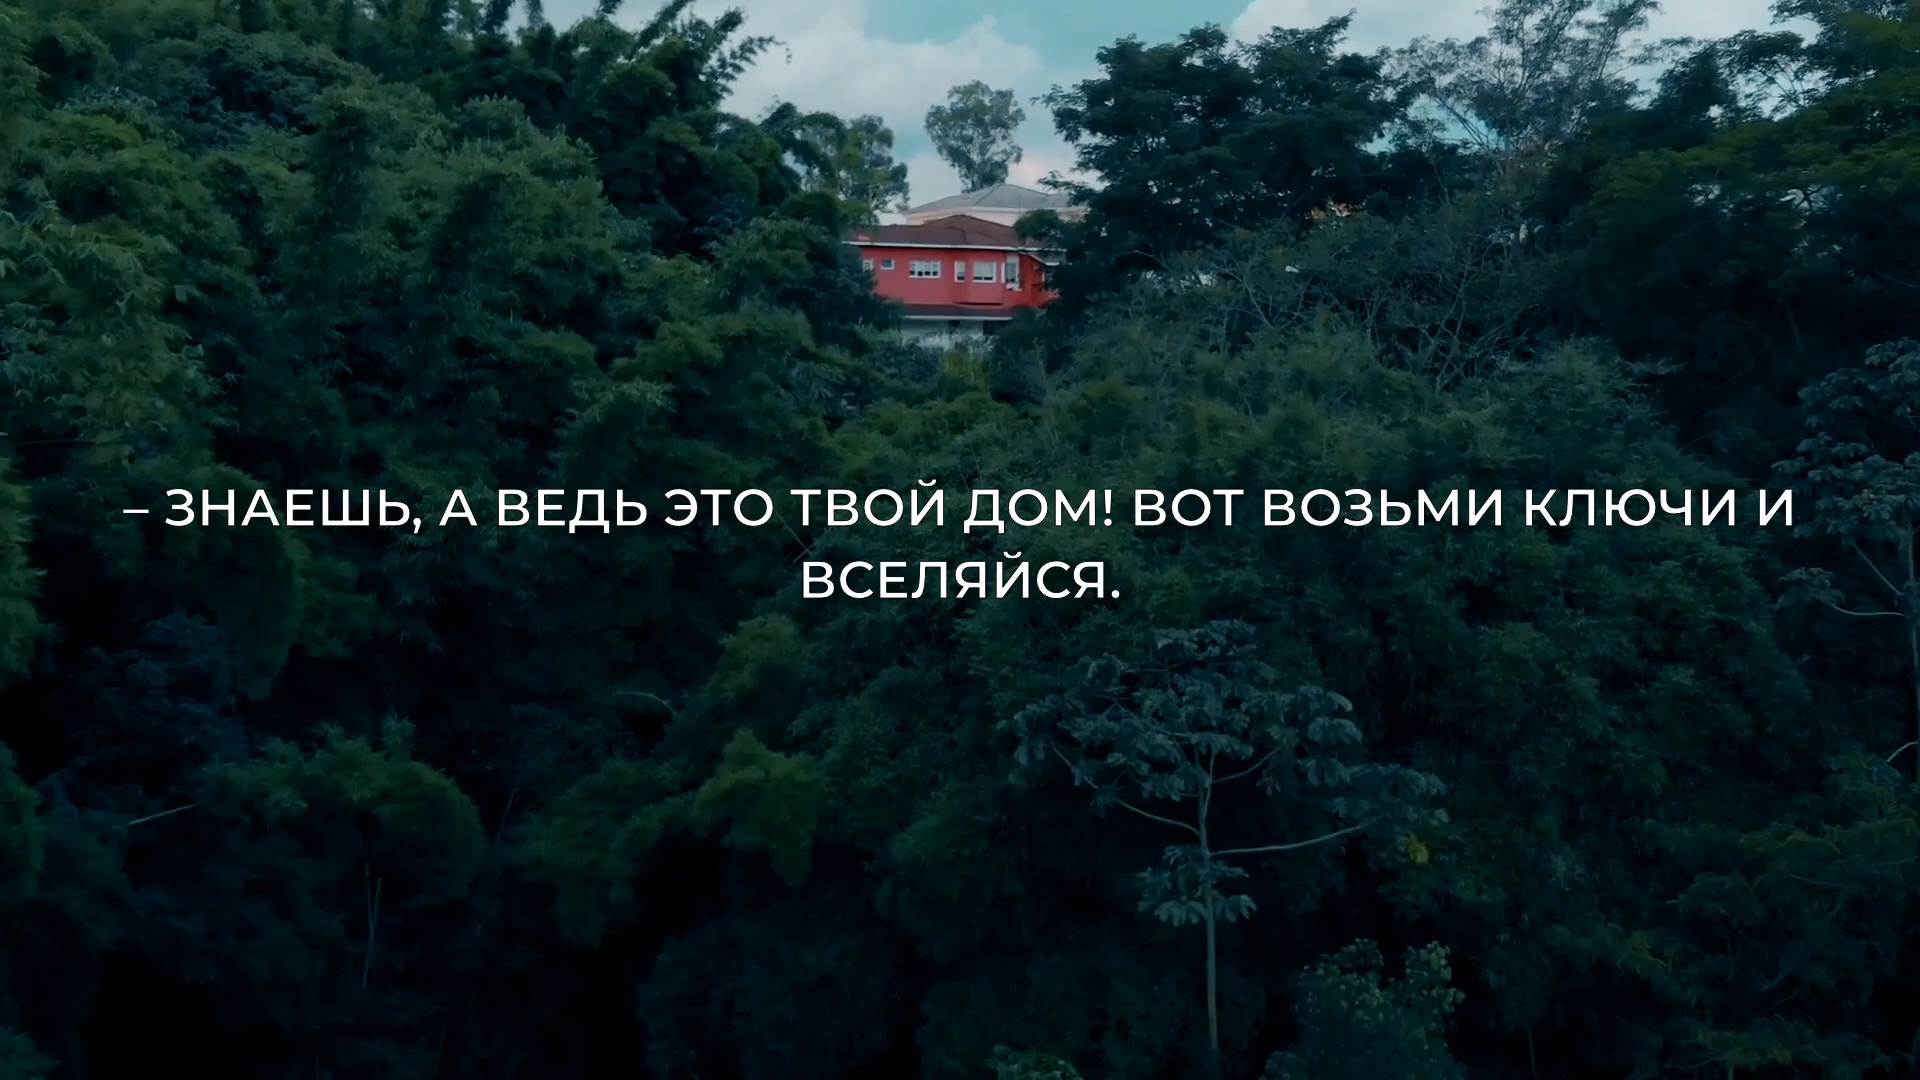 – ЗНАЕШЬ, А ВЕДЬ ЭТО ТВОЙ ДОМ! ВОТ ВОЗЬМИ КЛЮЧИ И
ВСЕЛЯЙСЯ.